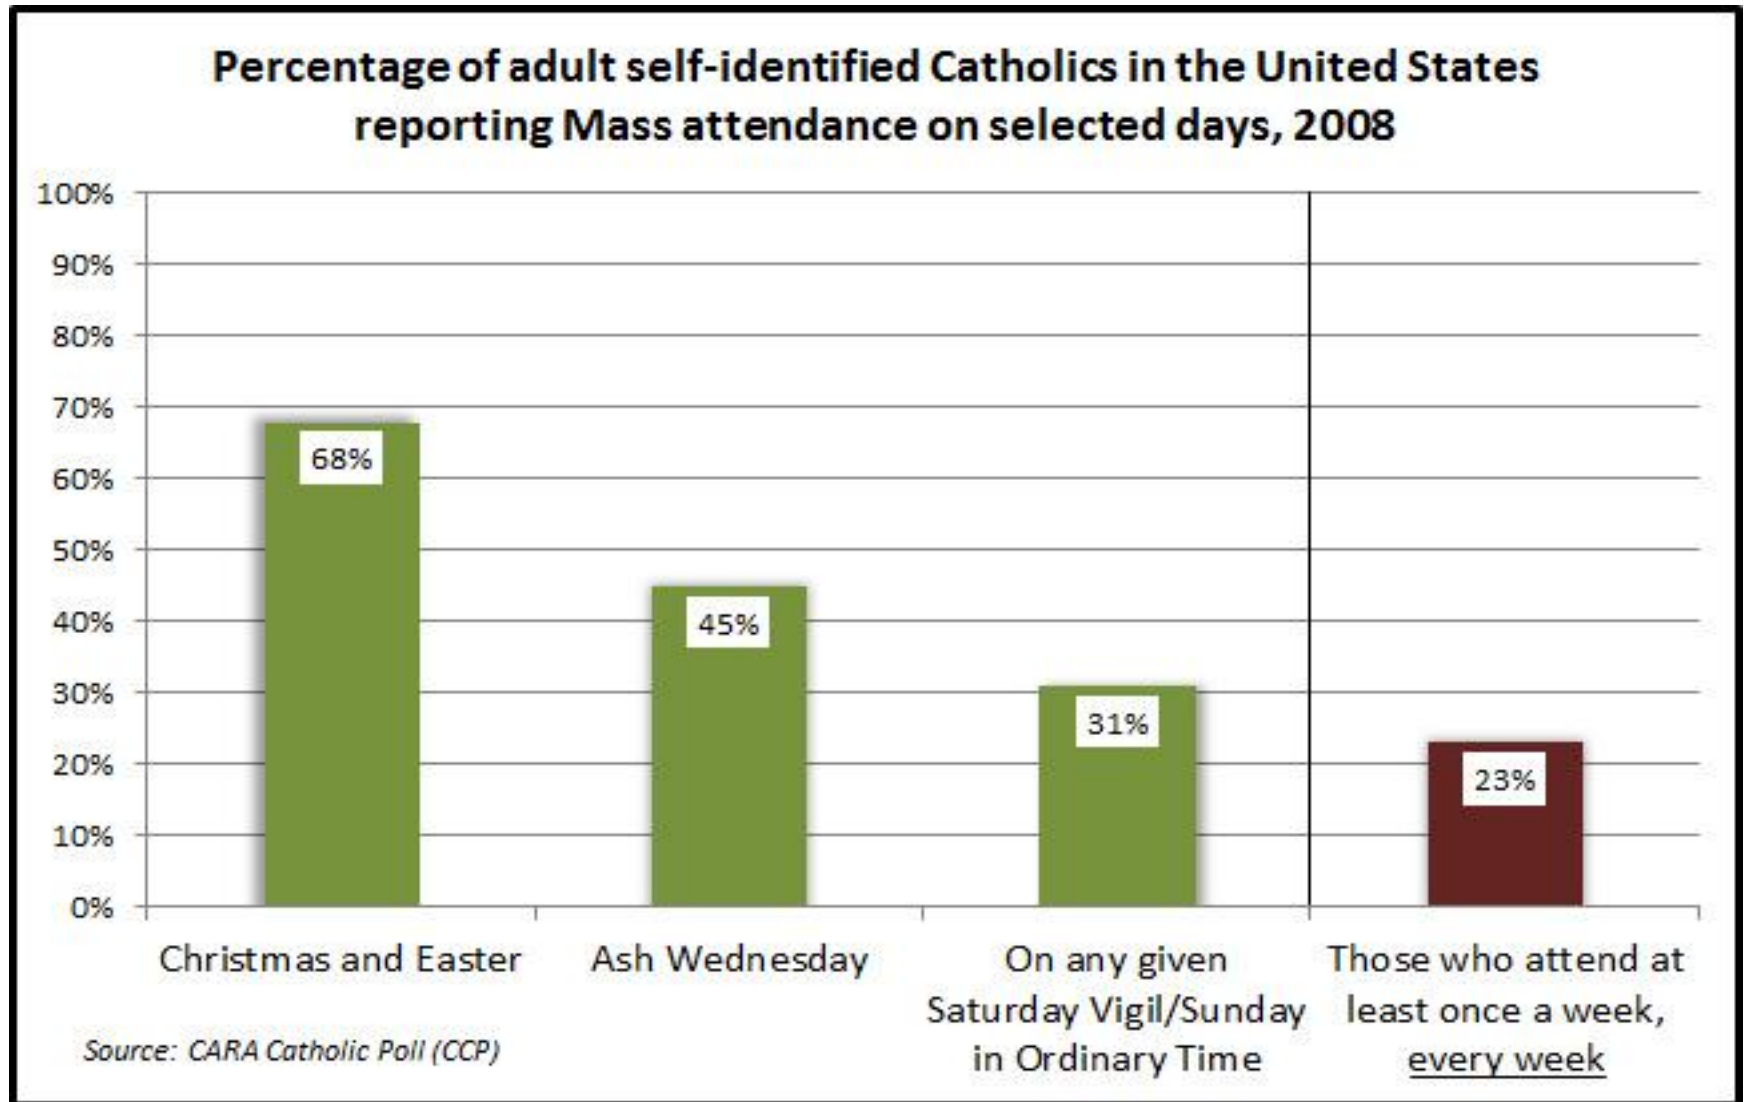 Percentage of adult self-identified Catholics in the United States
reporting Mass attendance on selected days, 2008
100%
90%
80%
70%
60%
50%
40%
30%
20%
10%
0%
68%
45%
31%
23%
Christmas and Easter
Ash Wednesday
On any given
Saturday Vigil/Sunday
in Ordinary Time
Those who attend at
least once a week,
every week
Source: CARA Catholic Poll (CCP)